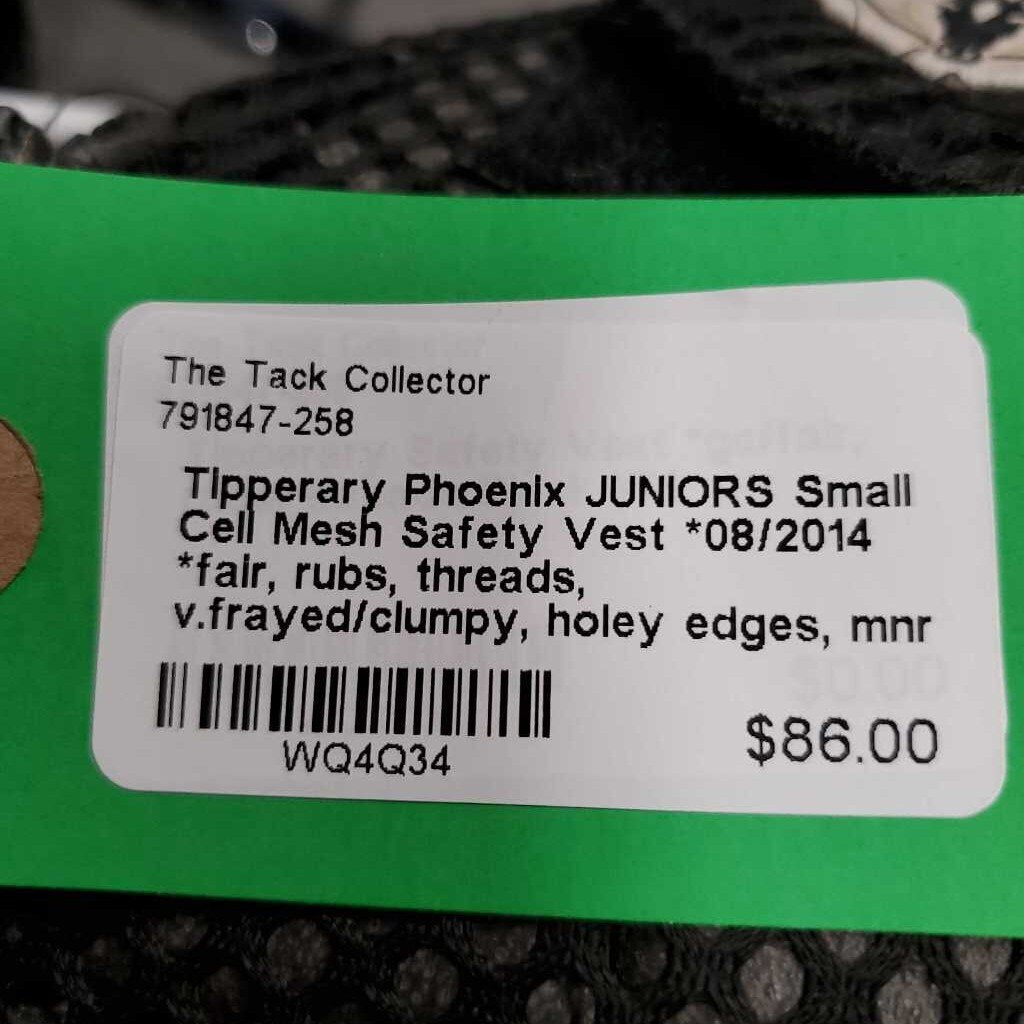 The Tack Collector
791847-258
Tipperary Phoenix JUNIORS Small
Cell Mesh Safety Vest *08/2014
*fair, rubs, threads,
v.frayed/clumpy, holey edges, mnr
WQ4Q34
$86.00